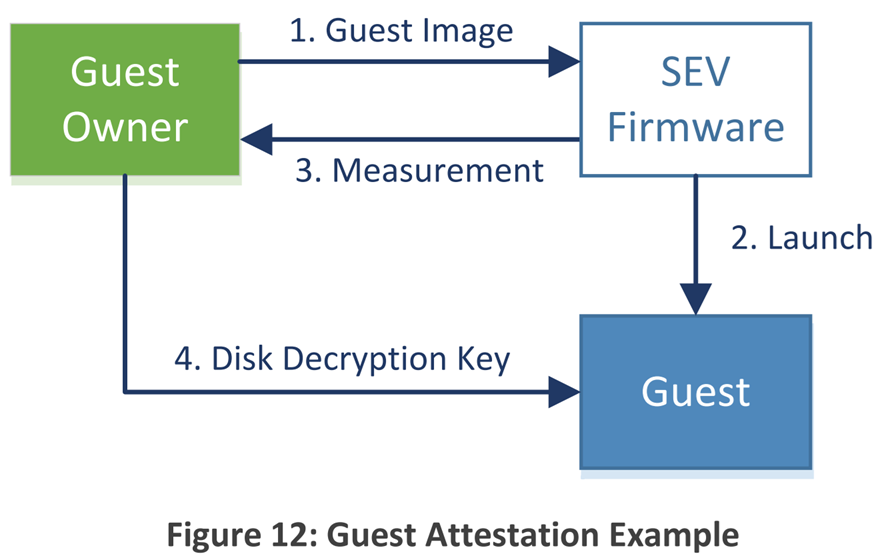 1. Guest Image
Guest
Owner
SEV
Firmware
3. Measurement
2. Launch
4. Disk Decryption Key
Guest
Figure 12: Guest Attestation Example